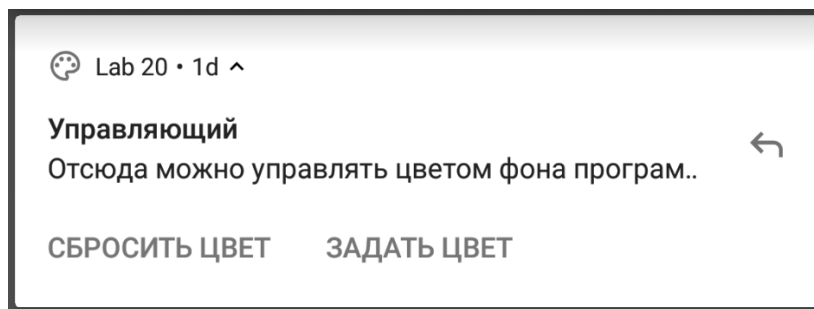 Lab 20 • 1d
Управляющий
Отсюда можно управлять цветом фона програм..
СБРОСИТЬ ЦВЕТ ЗАДАТЬ ЦВЕТ